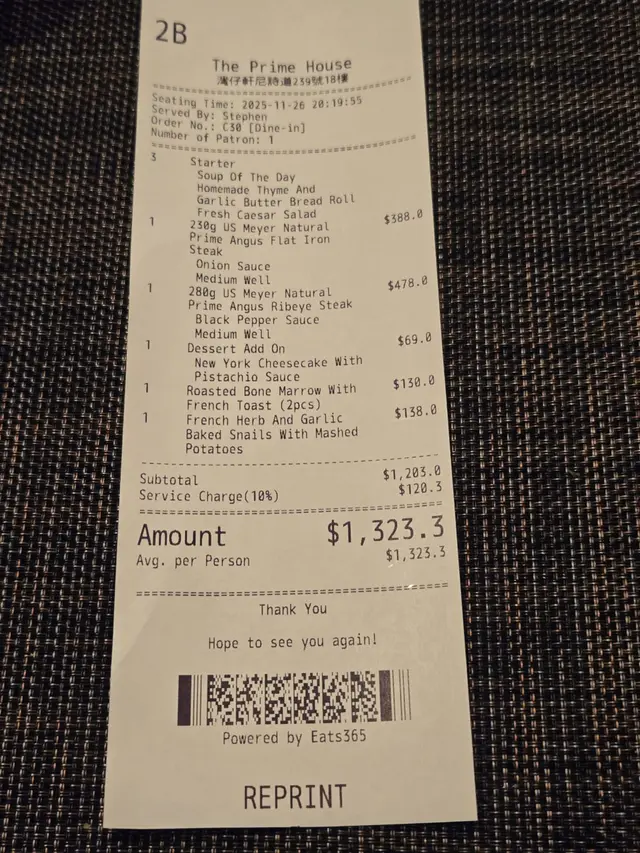 2B
The Prime House
灣仔軒尼詩道239號18樓
Seating Time: 2025-11-26 20:19:55
Served By: Stephen
Order No.: C30 [Dine-in]
Number of Patron: 1
3 Starter
Soup Of The Day
Homemade Thyme And
Garlic Butter Bread Roll
Fresh Caesar Salad
1 230g US Meyer Natural $388.0
Prime Angus Flat Iron
Steak
Onion Sauce
Medium Well
1 280g US Meyer Natural $478.0
Prime Angus Ribeye Steak
Black Pepper Sauce
Medium Well
1 Dessert Add On $69.0
New York Cheesecake With
Pistachio Sauce
1 Roasted Bone Marrow With $130.0
French Toast (2pcs)
1 French Herb And Garlic $138.0
Baked Snails With Mashed
Potatoes
Subtotal $1,203.0
Service Charge(10%) $120.3
Amount $1,323.3
Avg. per Person $1,323.3
Thank You
Hope to see you again!
Powered by Eats365
REPRINT